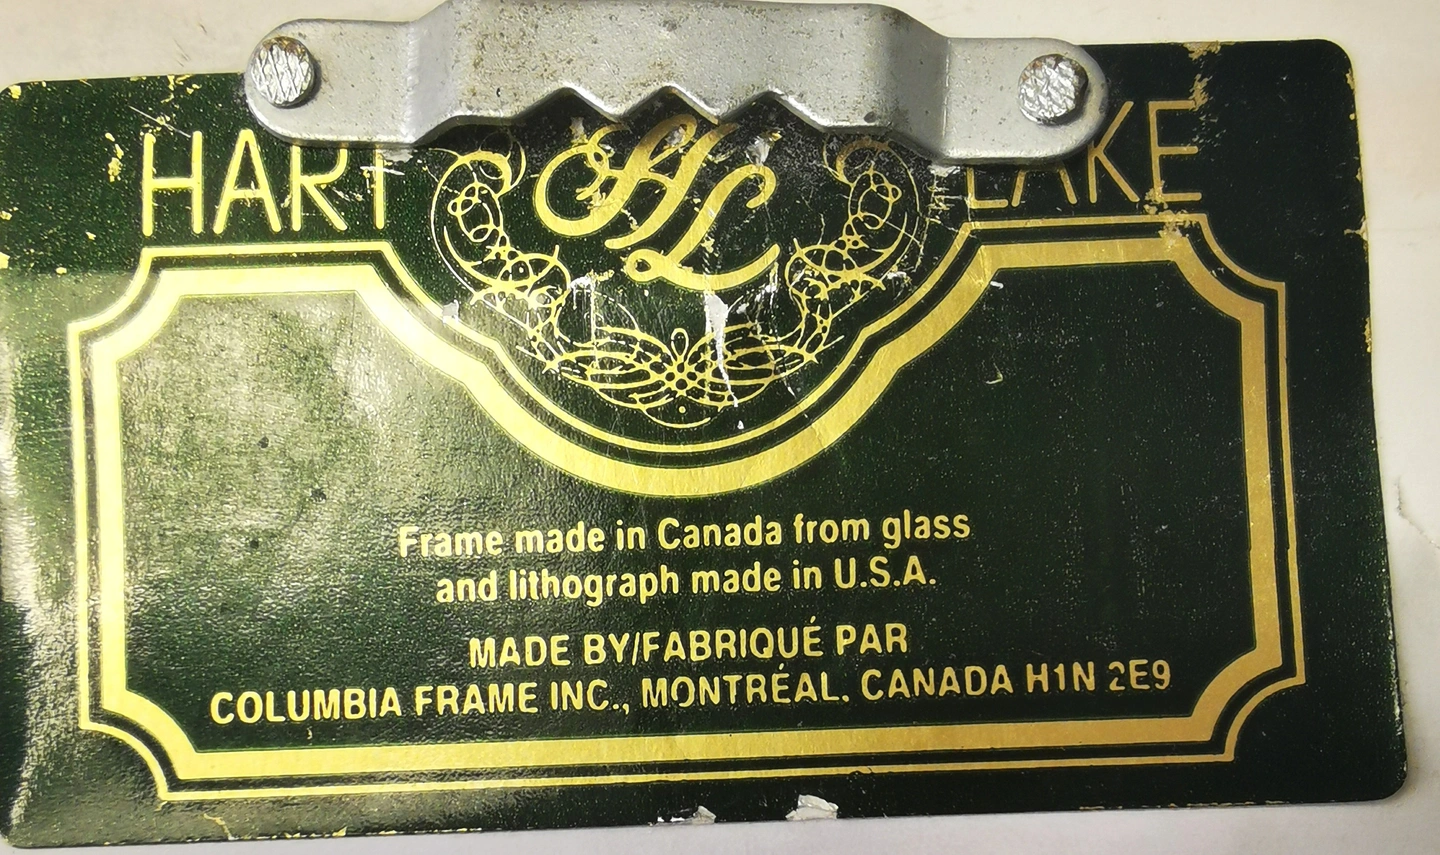 HART LAKE
HL
Frame made in Canada from glass
and lithograph made in U.S.A.
MADE BY/FABRIQUÉ PAR
COLUMBIA FRAME INC., MONTRÉAL, CANADA H1N 2E9